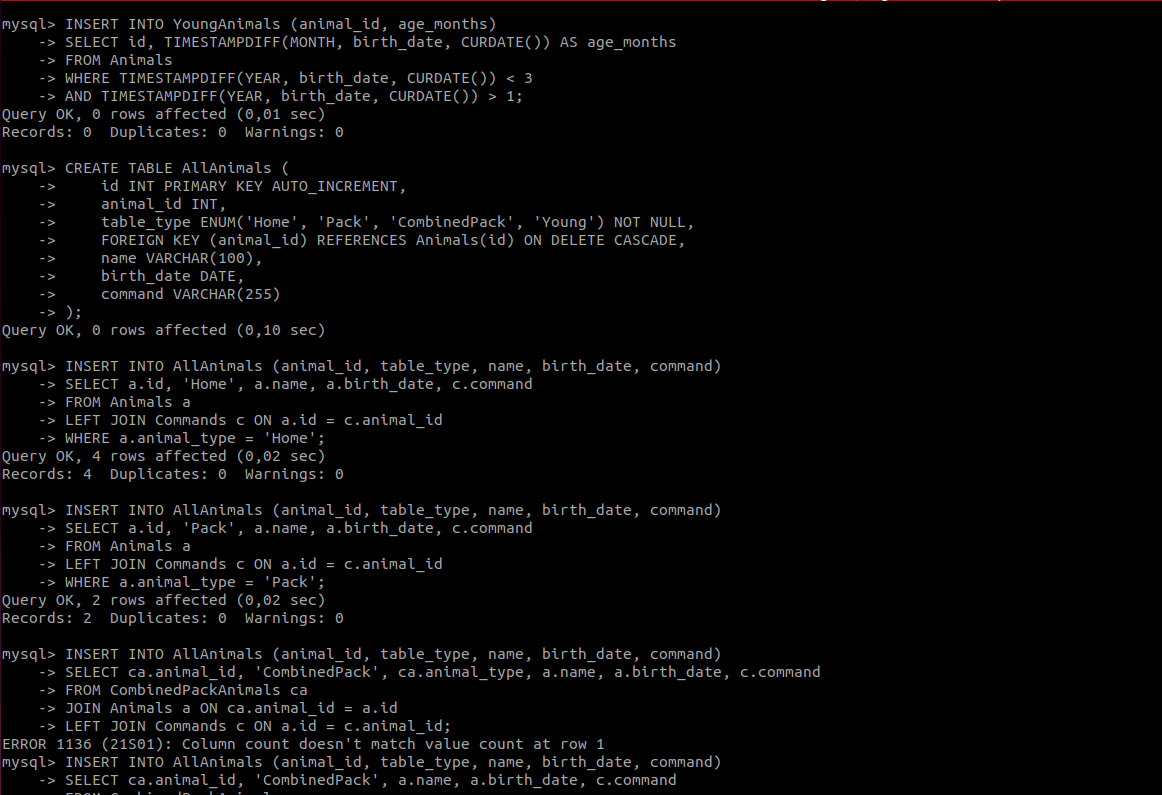 mysql> INSERT INTO YoungAnimals (animal_id, age_months)
    -> SELECT id, TIMESTAMPDIFF(MONTH, birth_date, CURDATE()) AS age_months
    -> FROM Animals
    -> WHERE TIMESTAMPDIFF(YEAR, birth_date, CURDATE()) < 3
    -> AND TIMESTAMPDIFF(YEAR, birth_date, CURDATE()) > 1;
Query OK, 0 rows affected (0,01 sec)
Records: 0  Duplicates: 0  Warnings: 0

mysql> CREATE TABLE AllAnimals (
    ->     id INT PRIMARY KEY AUTO_INCREMENT,
    ->     animal_id INT,
    ->     table_type ENUM('Home', 'Pack', 'CombinedPack', 'Young') NOT NULL,
    ->     FOREIGN KEY (animal_id) REFERENCES Animals(id) ON DELETE CASCADE,
    ->     name VARCHAR(100),
    ->     birth_date DATE,
    ->     command VARCHAR(255)
    -> );
Query OK, 0 rows affected (0,10 sec)

mysql> INSERT INTO AllAnimals (animal_id, table_type, name, birth_date, command)
    -> SELECT a.id, 'Home', a.name, a.birth_date, c.command
    -> FROM Animals a
    -> LEFT JOIN Commands c ON a.id = c.animal_id
    -> WHERE a.animal_type = 'Home';
Query OK, 4 rows affected (0,02 sec)
Records: 4  Duplicates: 0  Warnings: 0

mysql> INSERT INTO AllAnimals (animal_id, table_type, name, birth_date, command)
    -> SELECT a.id, 'Pack', a.name, a.birth_date, c.command
    -> FROM Animals a
    -> LEFT JOIN Commands c ON a.id = c.animal_id
    -> WHERE a.animal_type = 'Pack';
Query OK, 2 rows affected (0,02 sec)
Records: 2  Duplicates: 0  Warnings: 0

mysql> INSERT INTO AllAnimals (animal_id, table_type, name, birth_date, command)
    -> SELECT ca.animal_id, 'CombinedPack', ca.animal_type, a.name, a.birth_date, c.command
    -> FROM CombinedPackAnimals ca
    -> JOIN Animals a ON ca.animal_id = a.id
    -> LEFT JOIN Commands c ON a.id = c.animal_id;
ERROR 1136 (21S01): Column count doesn't match value count at row 1
mysql> INSERT INTO AllAnimals (animal_id, table_type, name, birth_date, command)
    -> SELECT ca.animal_id, 'CombinedPack', a.name, a.birth_date, c.command